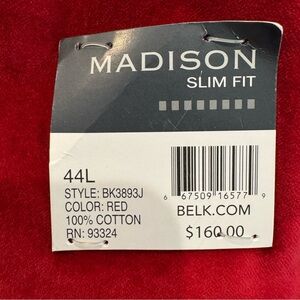 MADISON
SLIM FIT
44L
STYLE: BK3893J
COLOR: RED
100% COTTON
RN: 93324
6 67509 16577 9
BELK.COM
$160.00